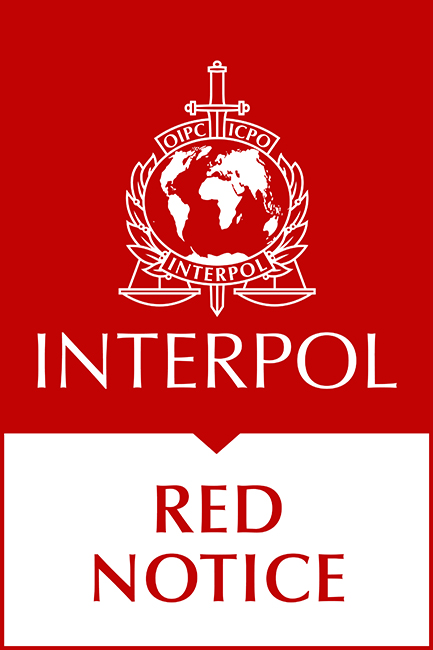 OIPC ICPO
INTERPOL
INTERPOL
RED
NOTICE